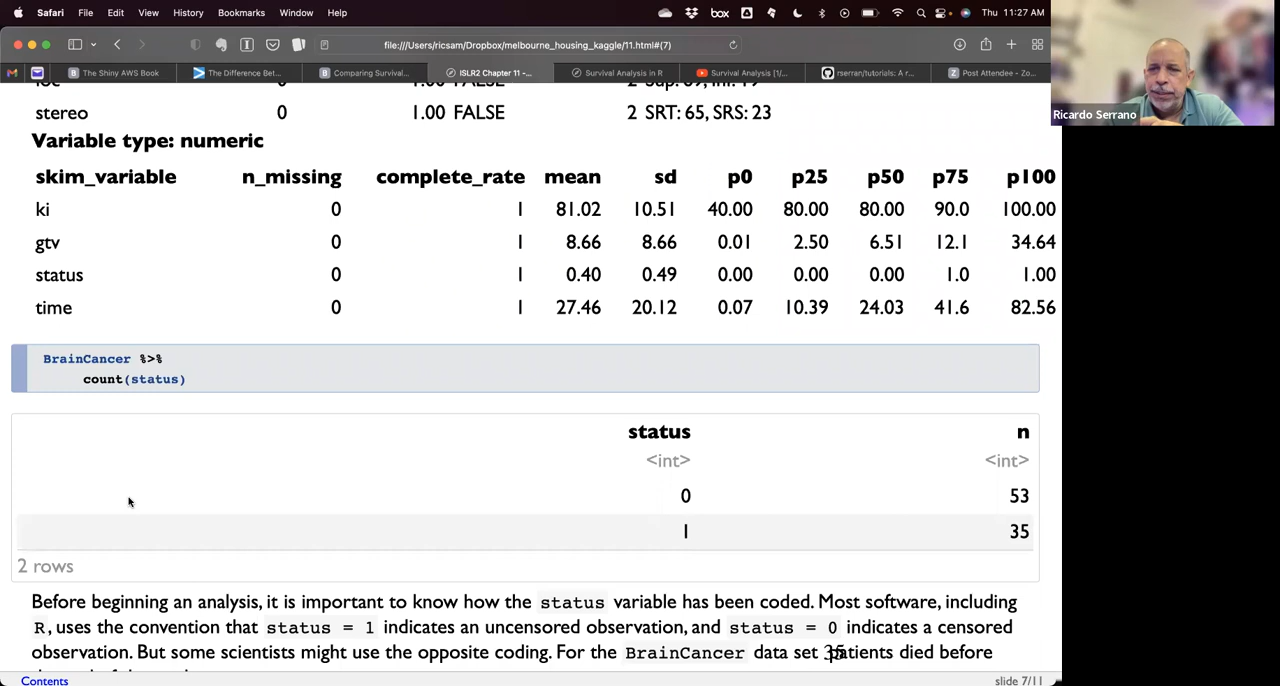 Safari File Edit View History Bookmarks Window Help box Thu 11:27 AM
file:///Users/ricsam/Dropbox/melbourne_housing_kaggle/11.html#(7)
The Shiny AWS Book The Difference Bet... Comparing Survival... ISLR2 Chapter 11 -... Survival Analysis in R Survival Analysis [1/... rserran/tutorials: A r... Post Attendee - Zo...
stereo 0 1.00 FALSE 2 SRT: 65, SRS: 23
Ricardo Serrano
Variable type: numeric
skim_variable n_missing complete_rate mean sd p0 p25 p50 p75 p100
ki 0 1 81.02 10.51 40.00 80.00 80.00 90.0 100.00
gtv 0 1 8.66 8.66 0.01 2.50 6.51 12.1 34.64
status 0 1 0.40 0.49 0.00 0.00 0.00 1.0 1.00
time 0 1 27.46 20.12 0.07 10.39 24.03 41.6 82.56
BrainCancer %>%
count(status)
status n
<int> <int>
0 53
1 35
2 rows
Before beginning an analysis, it is important to know how the status variable has been coded. Most software, including
R, uses the convention that status = 1 indicates an uncensored observation, and status = 0 indicates a censored
observation. But some scientists might use the opposite coding. For the BrainCancer data set 35 patients died before
Contents slide 7/11